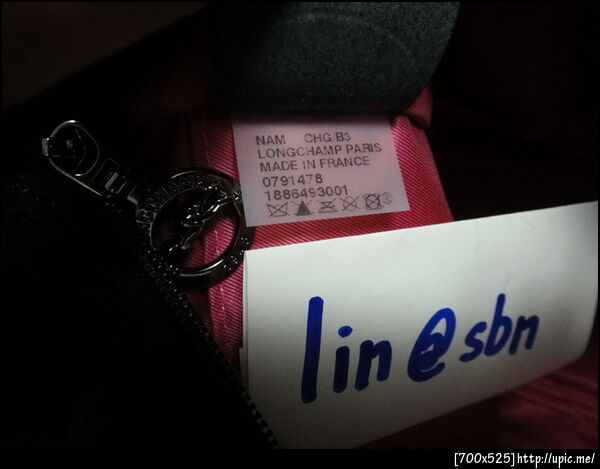 NAM CHG/B3
LONGCHAMP PARIS
MADE IN FRANCE
0791478
1886493001
lin@sbn
[700x525]http://upic.me/